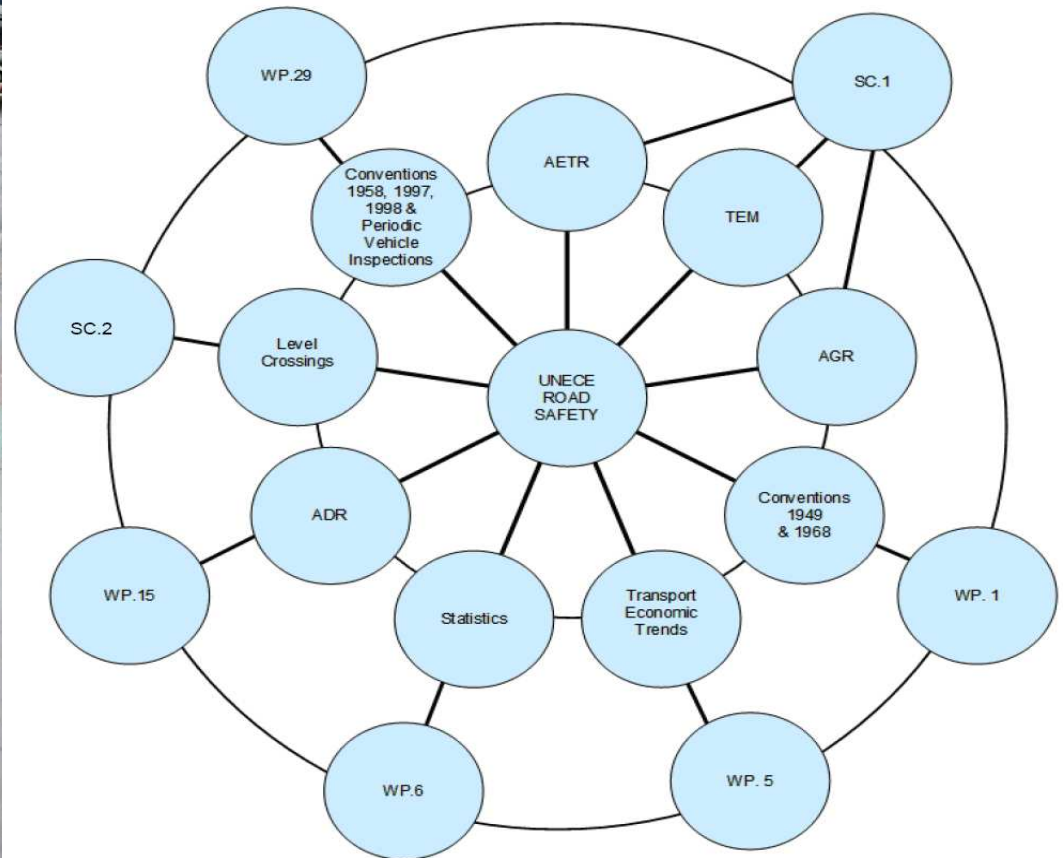 WP.29
SC.1
AETR
Conventions
1958, 1997,
1998 &
Periodic
Vehicle
Inspections
TEM
SC.2
Level
Crossings
AGR
UNECE
ROAD
SAFETY
ADR
Conventions
1949
& 1968
WP.15
WP. 1
Statistics
Transport
Economic
Trends
WP.6
WP. 5